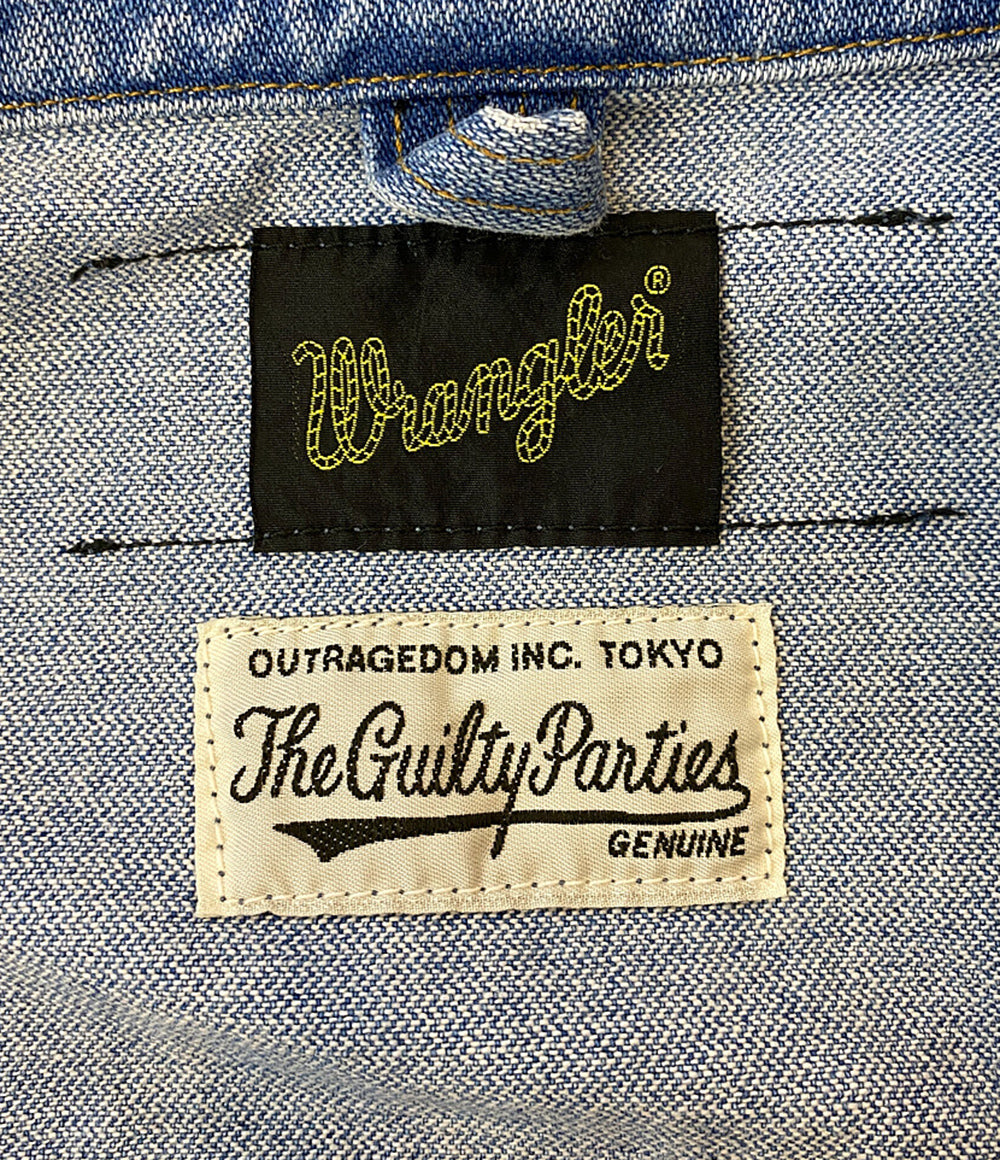 Wrangler®
OUTRAGEDOM INC. TOKYO
The Guilty Parties
GENUINE